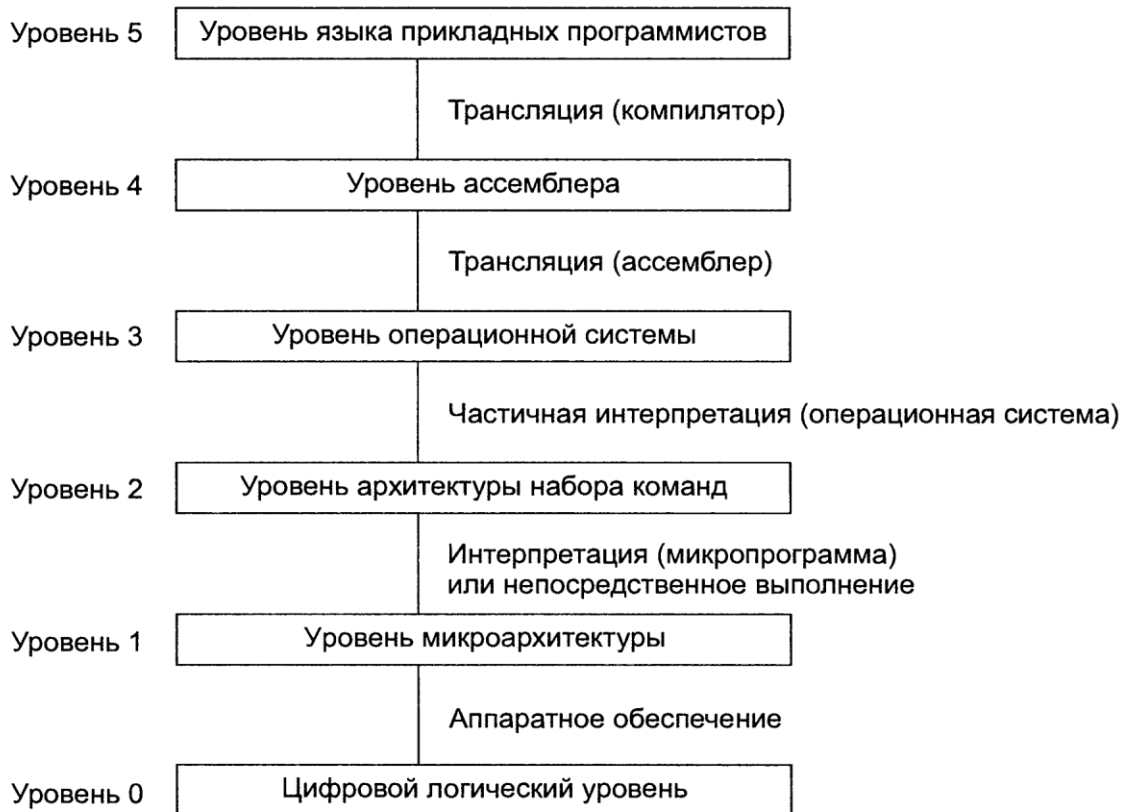 Уровень 5 Уровень языка прикладных программистов
Трансляция (компилятор)
Уровень 4 Уровень ассемблера
Трансляция (ассемблер)
Уровень 3 Уровень операционной системы
Частичная интерпретация (операционная система)
Уровень 2 Уровень архитектуры набора команд
Интерпретация (микропрограмма)
или непосредственное выполнение
Уровень 1 Уровень микроархитектуры
Аппаратное обеспечение
Уровень 0 Цифровой логический уровень